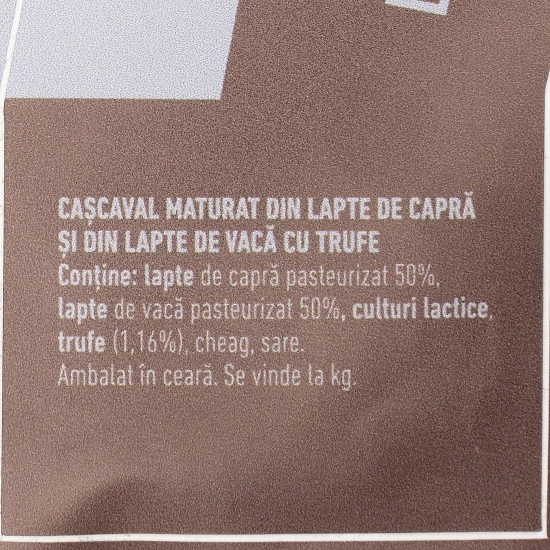 CAȘCAVAL MATURAT DIN LAPTE DE CAPRĂ
ȘI DIN LAPTE DE VACĂ CU TRUFE
Conține: lapte de capră pasteurizat 50%,
lapte de vacă pasteurizat 50%, culturi lactice,
trufe (1,16%), cheag, sare.
Ambalat în ceară. Se vinde la kg.